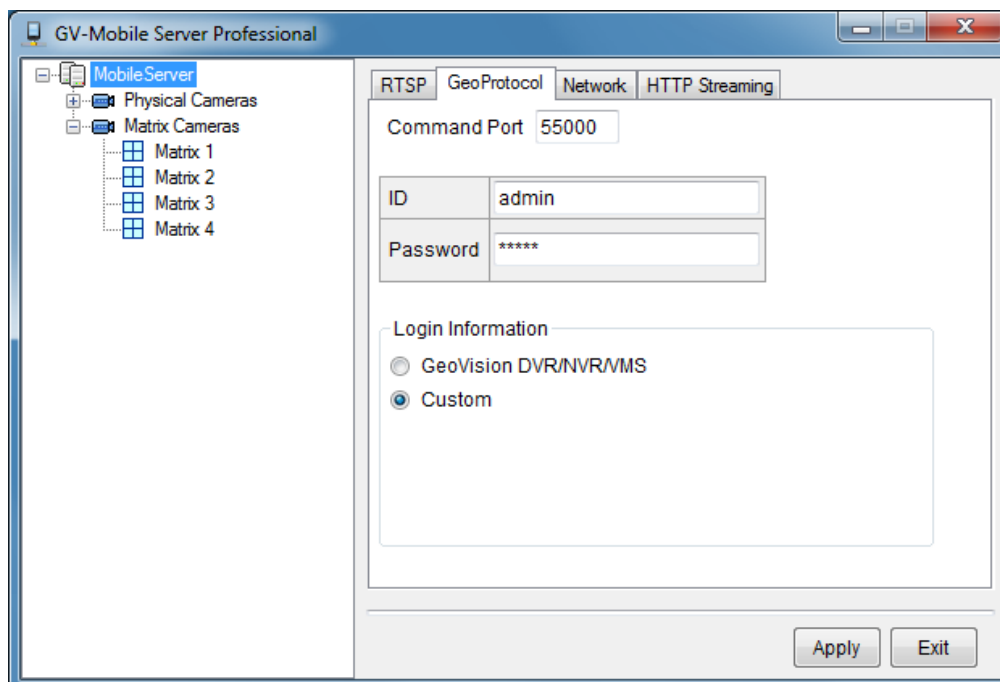 GV-Mobile Server Professional
MobileServer
Physical Cameras
Matrix Cameras
Matrix 1
Matrix 2
Matrix 3
Matrix 4
RTSP GeoProtocol Network HTTP Streaming
Command Port 55000
ID admin
Password *****
Login Information
GeoVision DVR/NVR/VMS
Custom
Apply Exit